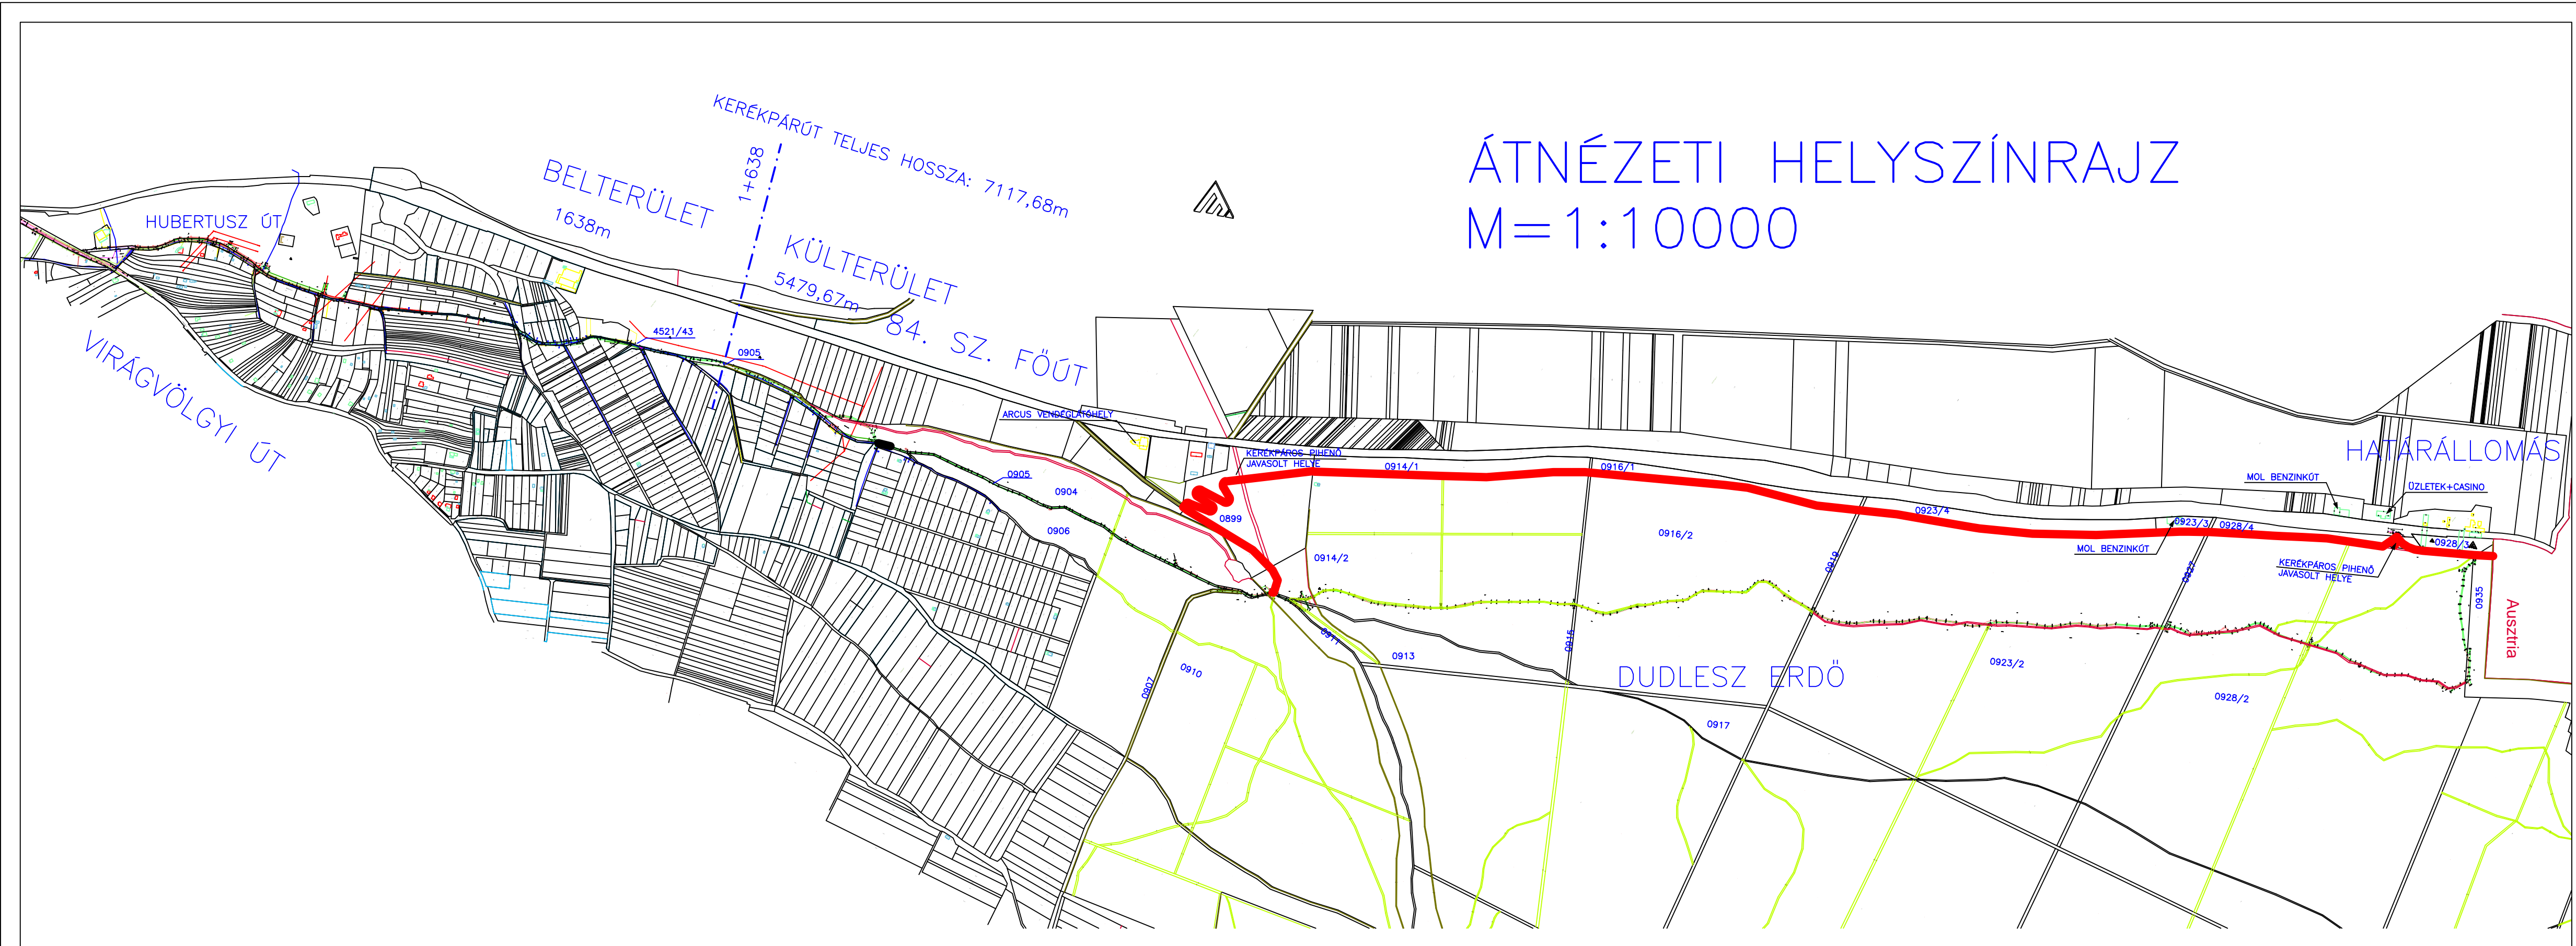 ÁTNÉZETI HELYSZÍNRAJZ
M=1:10000
KERÉKPÁRÚT TELJES HOSSZA: 7117,68m
1+638
BELTERÜLET
1638m
KÜLTERÜLET
5479,67m
84. SZ. FŐÚT
HUBERTUSZ ÚT
VIRÁGVÖLGYI ÚT
4521/43
0905
ARCUS VENDÉGLÁTÓHELY
KERÉKPÁROS PIHENŐ
JAVASOLT HELYE
0914/1
0916/1
HATÁRÁLLOMÁS
MOL BENZINKÚT
ÜZLETEK+CASINO
0905
0904
0906
0899
0914/2
0916/2
0923/4
0923/3
0928/4
0928/3
MOL BENZINKÚT
KERÉKPÁROS PIHENŐ
JAVASOLT HELYE
0919
0927
0935
Ausztria
0911
0915
0913
0910
0907
DUDLESZ ERDŐ
0923/2
0928/2
0917